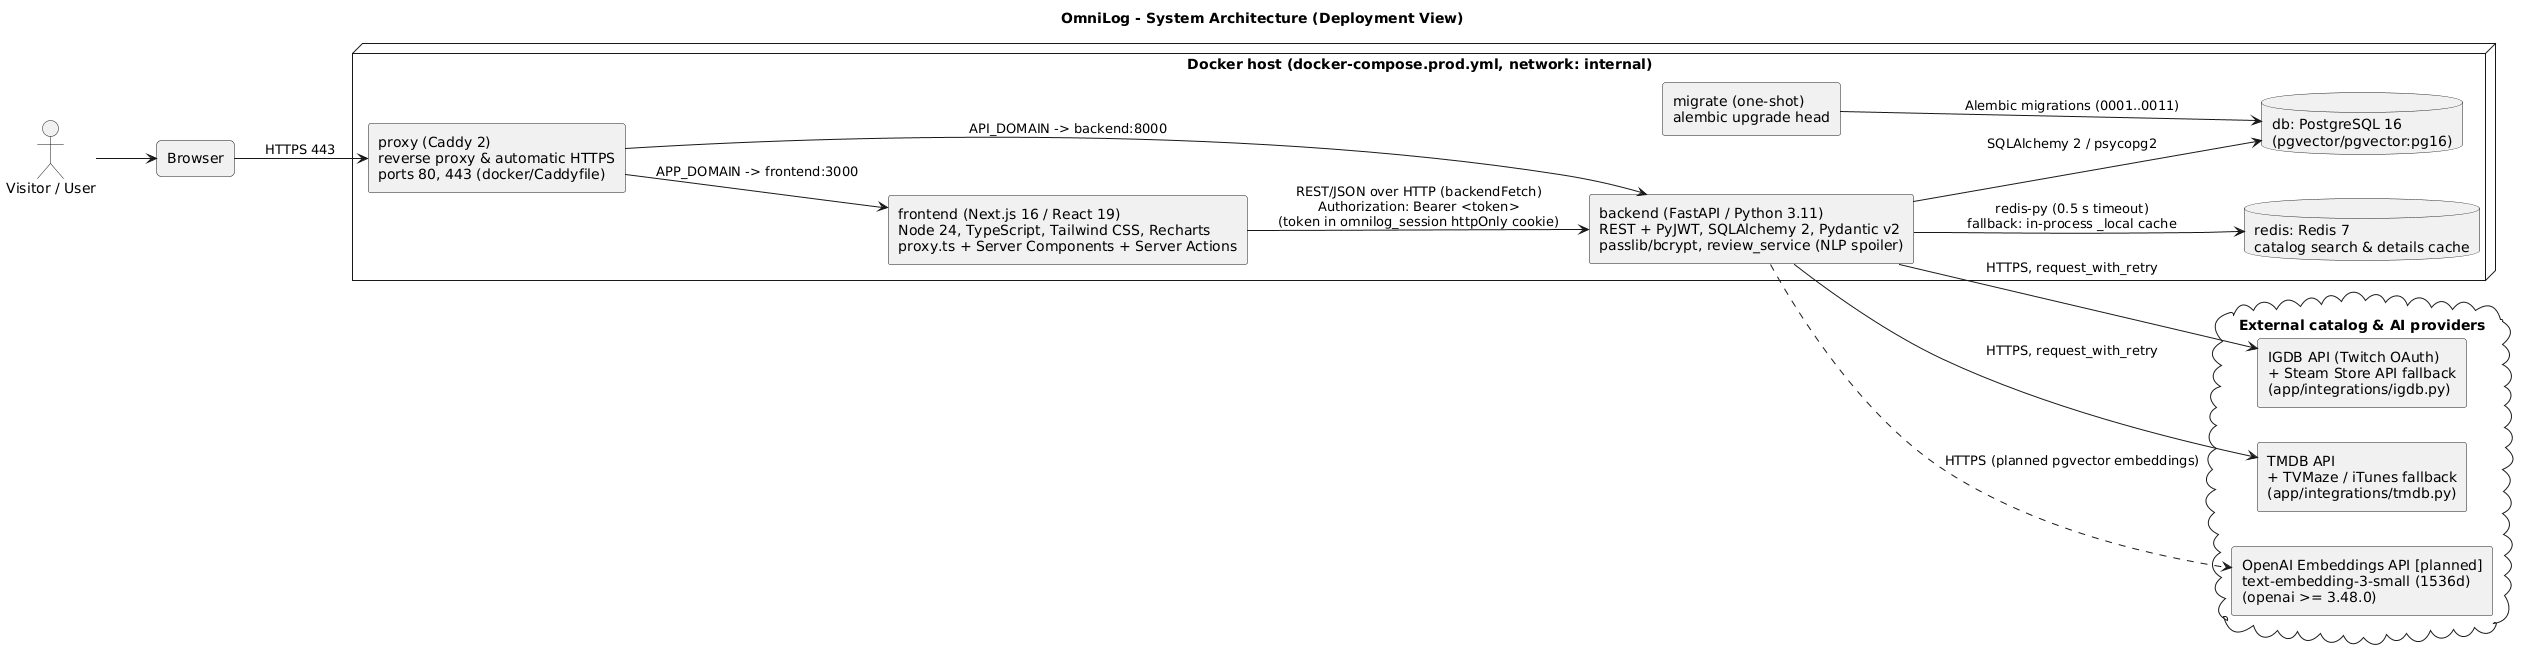 OmniLog - System Architecture (Deployment View)
Docker host (docker-compose.prod.yml, network: internal)
Visitor / User
Browser
HTTPS 443
proxy (Caddy 2)
reverse proxy & automatic HTTPS
ports 80, 443 (docker/Caddyfile)
API_DOMAIN -> backend:8000
APP_DOMAIN -> frontend:3000
frontend (Next.js 16 / React 19)
Node 24, TypeScript, Tailwind CSS, Recharts
proxy.ts + Server Components + Server Actions
REST/JSON over HTTP (backendFetch)
Authorization: Bearer <token>
(token in omnilog_session httpOnly cookie)
migrate (one-shot)
alembic upgrade head
backend (FastAPI / Python 3.11)
REST + PyJWT, SQLAlchemy 2, Pydantic v2
passlib/bcrypt, review_service (NLP spoiler)
Alembic migrations (0001..0011)
SQLAlchemy 2 / psycopg2
redis-py (0.5 s timeout)
fallback: in-process _local cache
HTTPS, request_with_retry
HTTPS, request_with_retry
HTTPS (planned pgvector embeddings)
db: PostgreSQL 16
(pgvector/pgvector:pg16)
redis: Redis 7
catalog search & details cache
External catalog & AI providers
IGDB API (Twitch OAuth)
+ Steam Store API fallback
(app/integrations/igdb.py)
TMDB API
+ TVMaze / iTunes fallback
(app/integrations/tmdb.py)
OpenAI Embeddings API [planned]
text-embedding-3-small (1536d)
(openai >= 3.48.0)